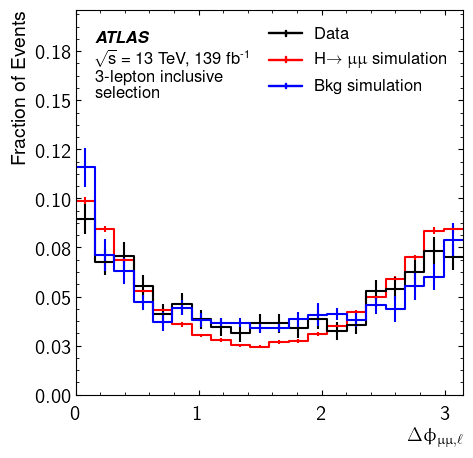 Fraction of Events
0.18
0.15
0.13
0.10
0.08
0.05
0.03
0.00
ATLAS
√s = 13 TeV, 139 fb⁻¹
3-lepton inclusive
selection
Data
H→ μμ simulation
Bkg simulation
0 1 2 3
Δϕμμ,ℓ